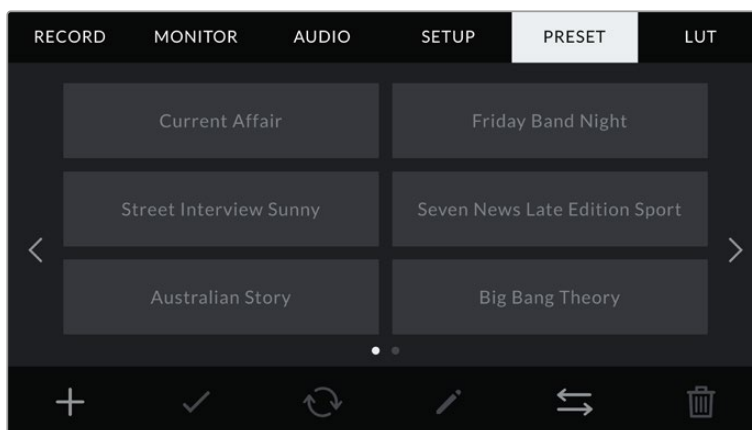 RECORD MONITOR AUDIO SETUP PRESET LUT
Current Affair Friday Band Night
Street Interview Sunny Seven News Late Edition Sport
Australian Story Big Bang Theory